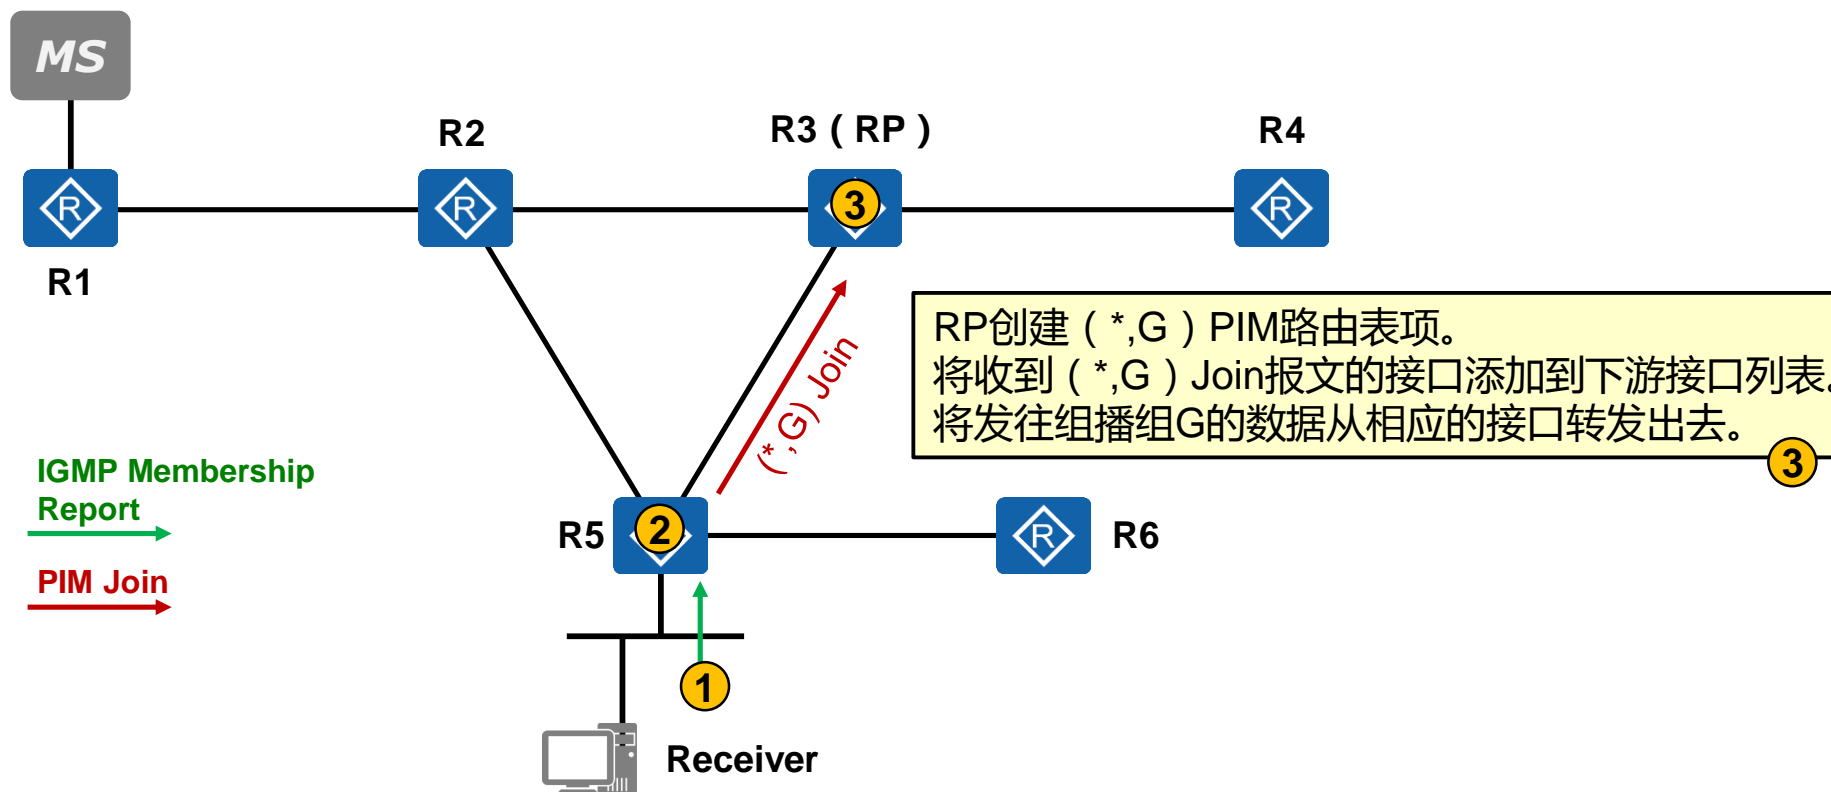 MS
R2
R3（RP）
R4
R
R
3
R
R1
RP创建（*,G）PIM路由表项。
将收到（*,G）Join报文的接口添加到下游接口列表。
将发往组播组G的数据从相应的接口转发出去。
3
(*,G) Join
IGMP Membership
Report
PIM Join
R5
2
R
R6
1
Receiver